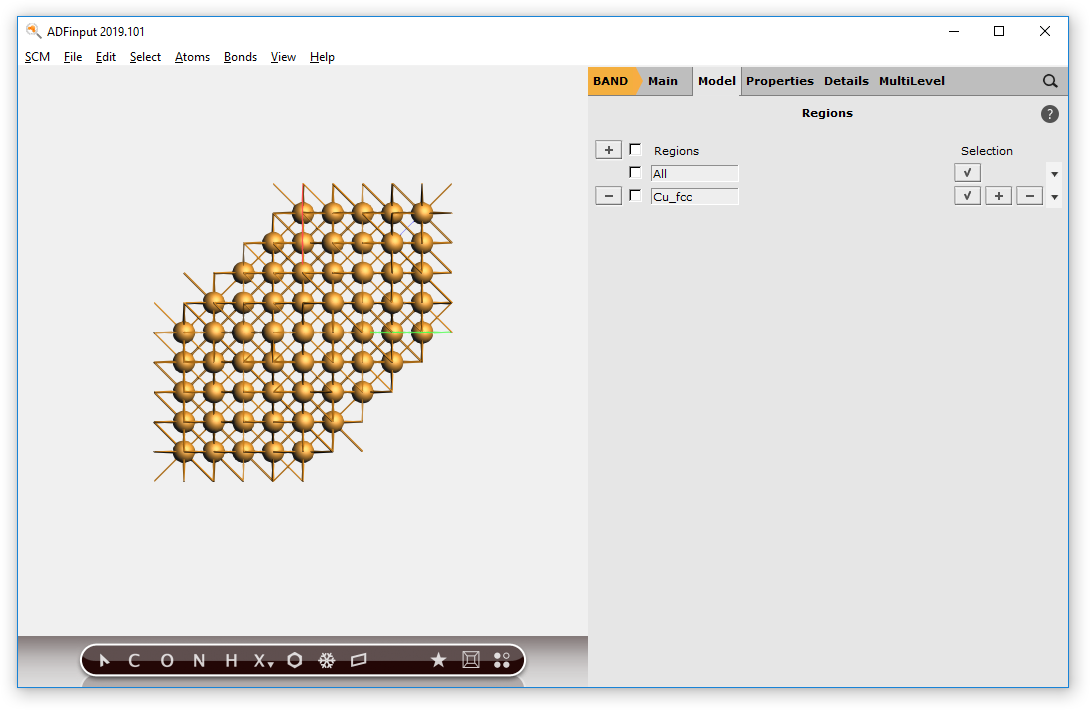 ADFinput 2019.101
SCM File Edit Select Atoms Bonds View Help
BAND Main Model Properties Details MultiLevel
Regions
?
+ Regions Selection
All √
− Cu_fcc √ + −
C O N H X